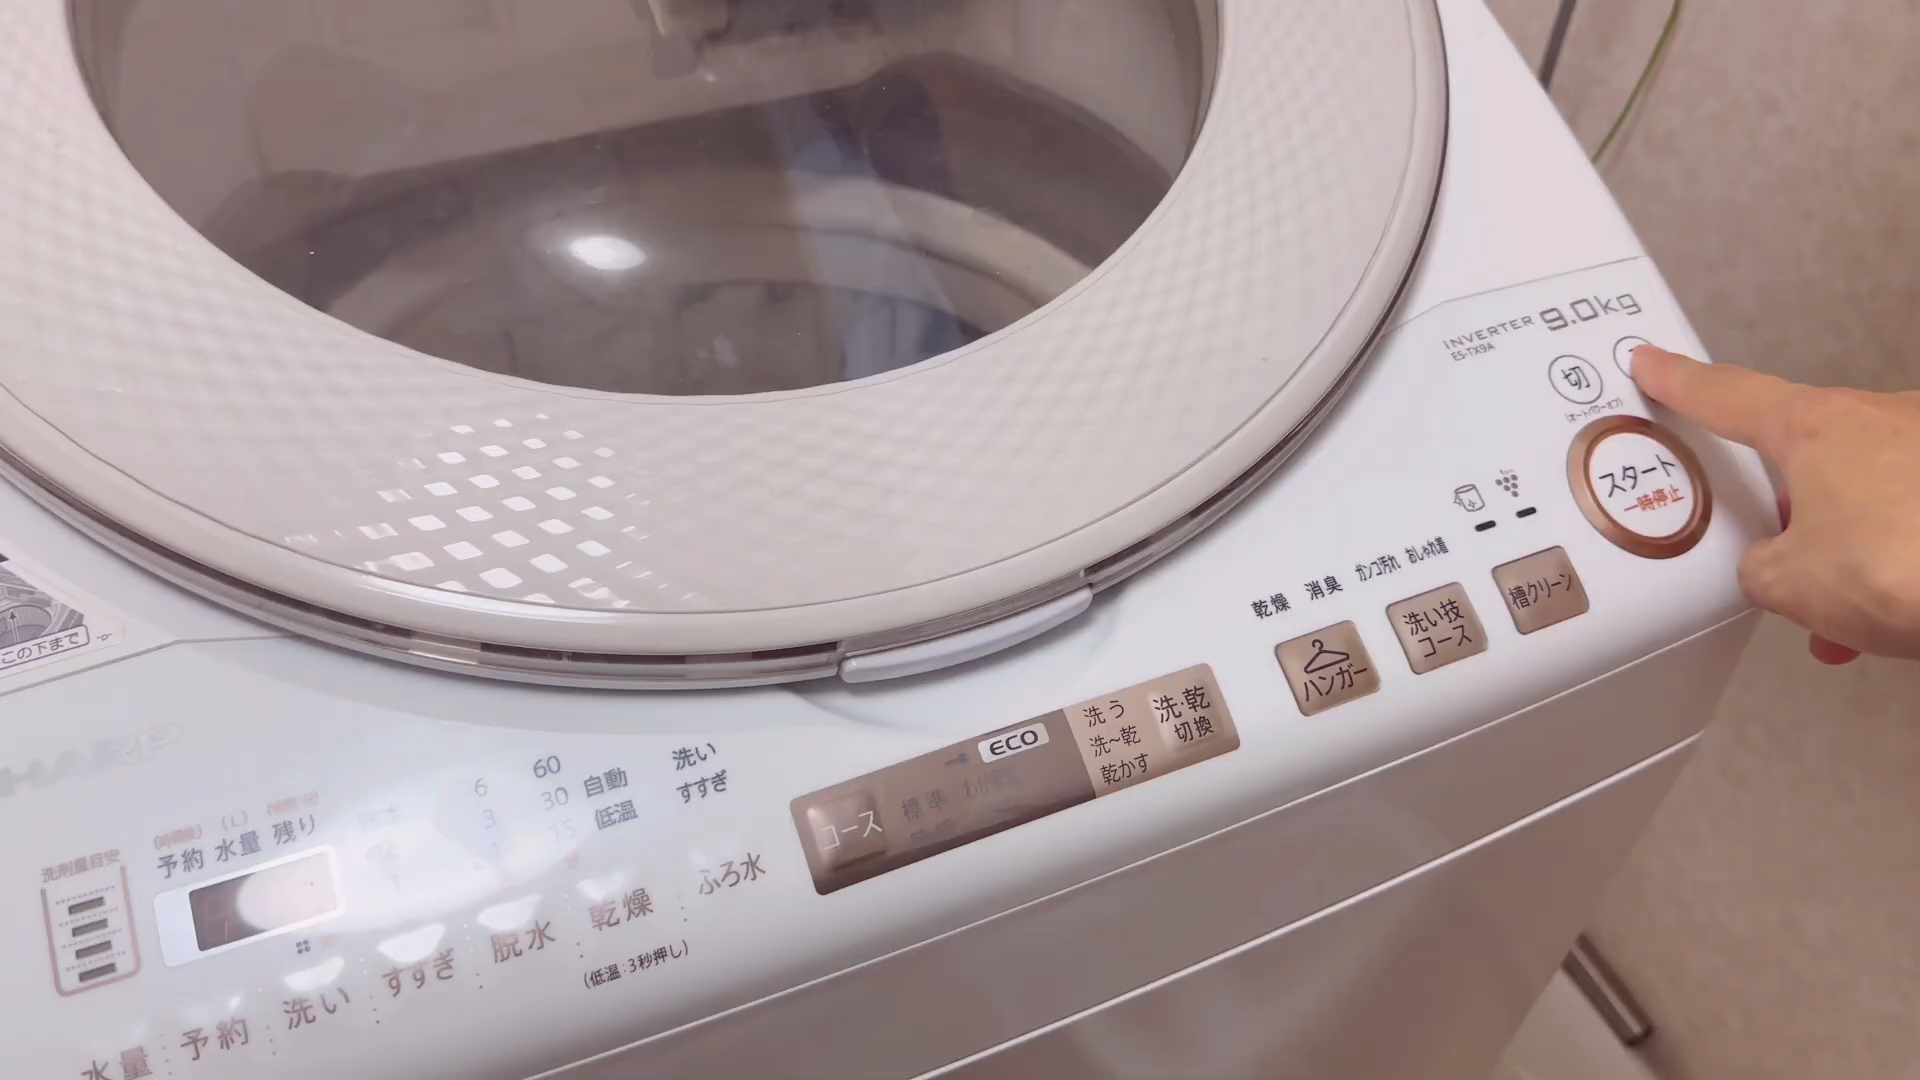 INVERTER 9.0kg
ES-TX9A
切
(オートパワーオフ)
スタート
一時停止
乾燥 消臭 ガンコ汚れ おしゃれ着
ハンガー
洗い技
コース
槽クリーン
ECO
洗う
洗~乾
乾かす
洗・乾
切換
コース
標準
この下まで
SHARP
6
3
60
30
15
自動
低温
洗い
すすぎ
(L)
予約 水量 残り
洗剤量目安
水量
予約
洗い
すすぎ
脱水
乾燥
(低温:3秒押し)
ふろ水